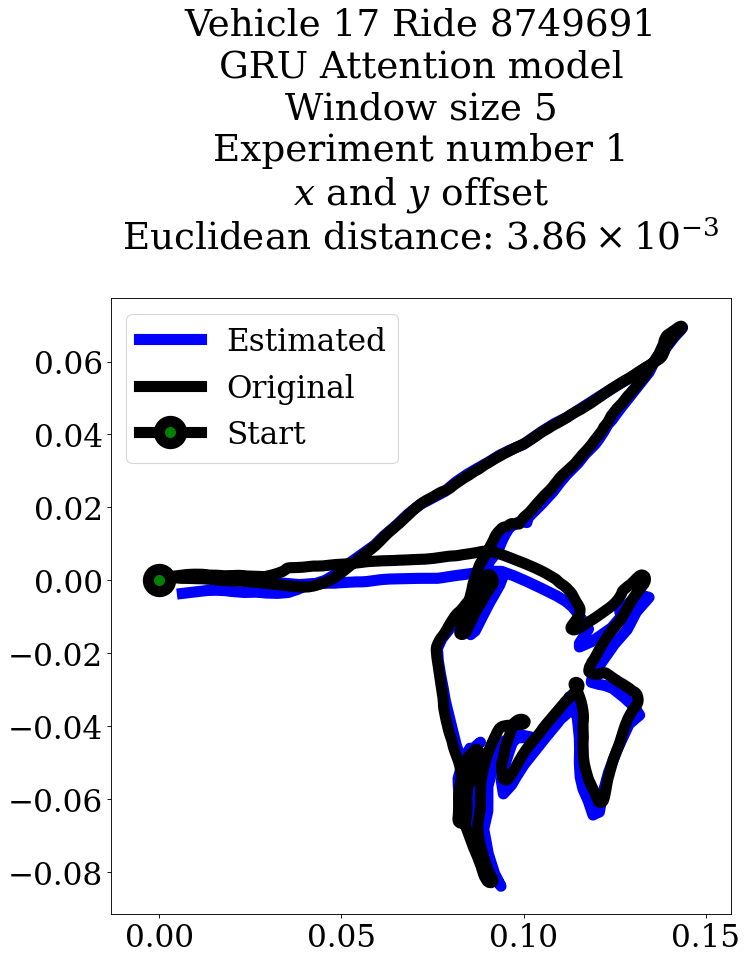 Vehicle 17 Ride 8749691
GRU Attention model
Window size 5
Experiment number 1
x and y offset
Euclidean distance: 3.86 × 10⁻³
Estimated
Original
Start
0.06
0.04
0.02
0.00
−0.02
−0.04
−0.06
−0.08
0.00 0.05 0.10 0.15